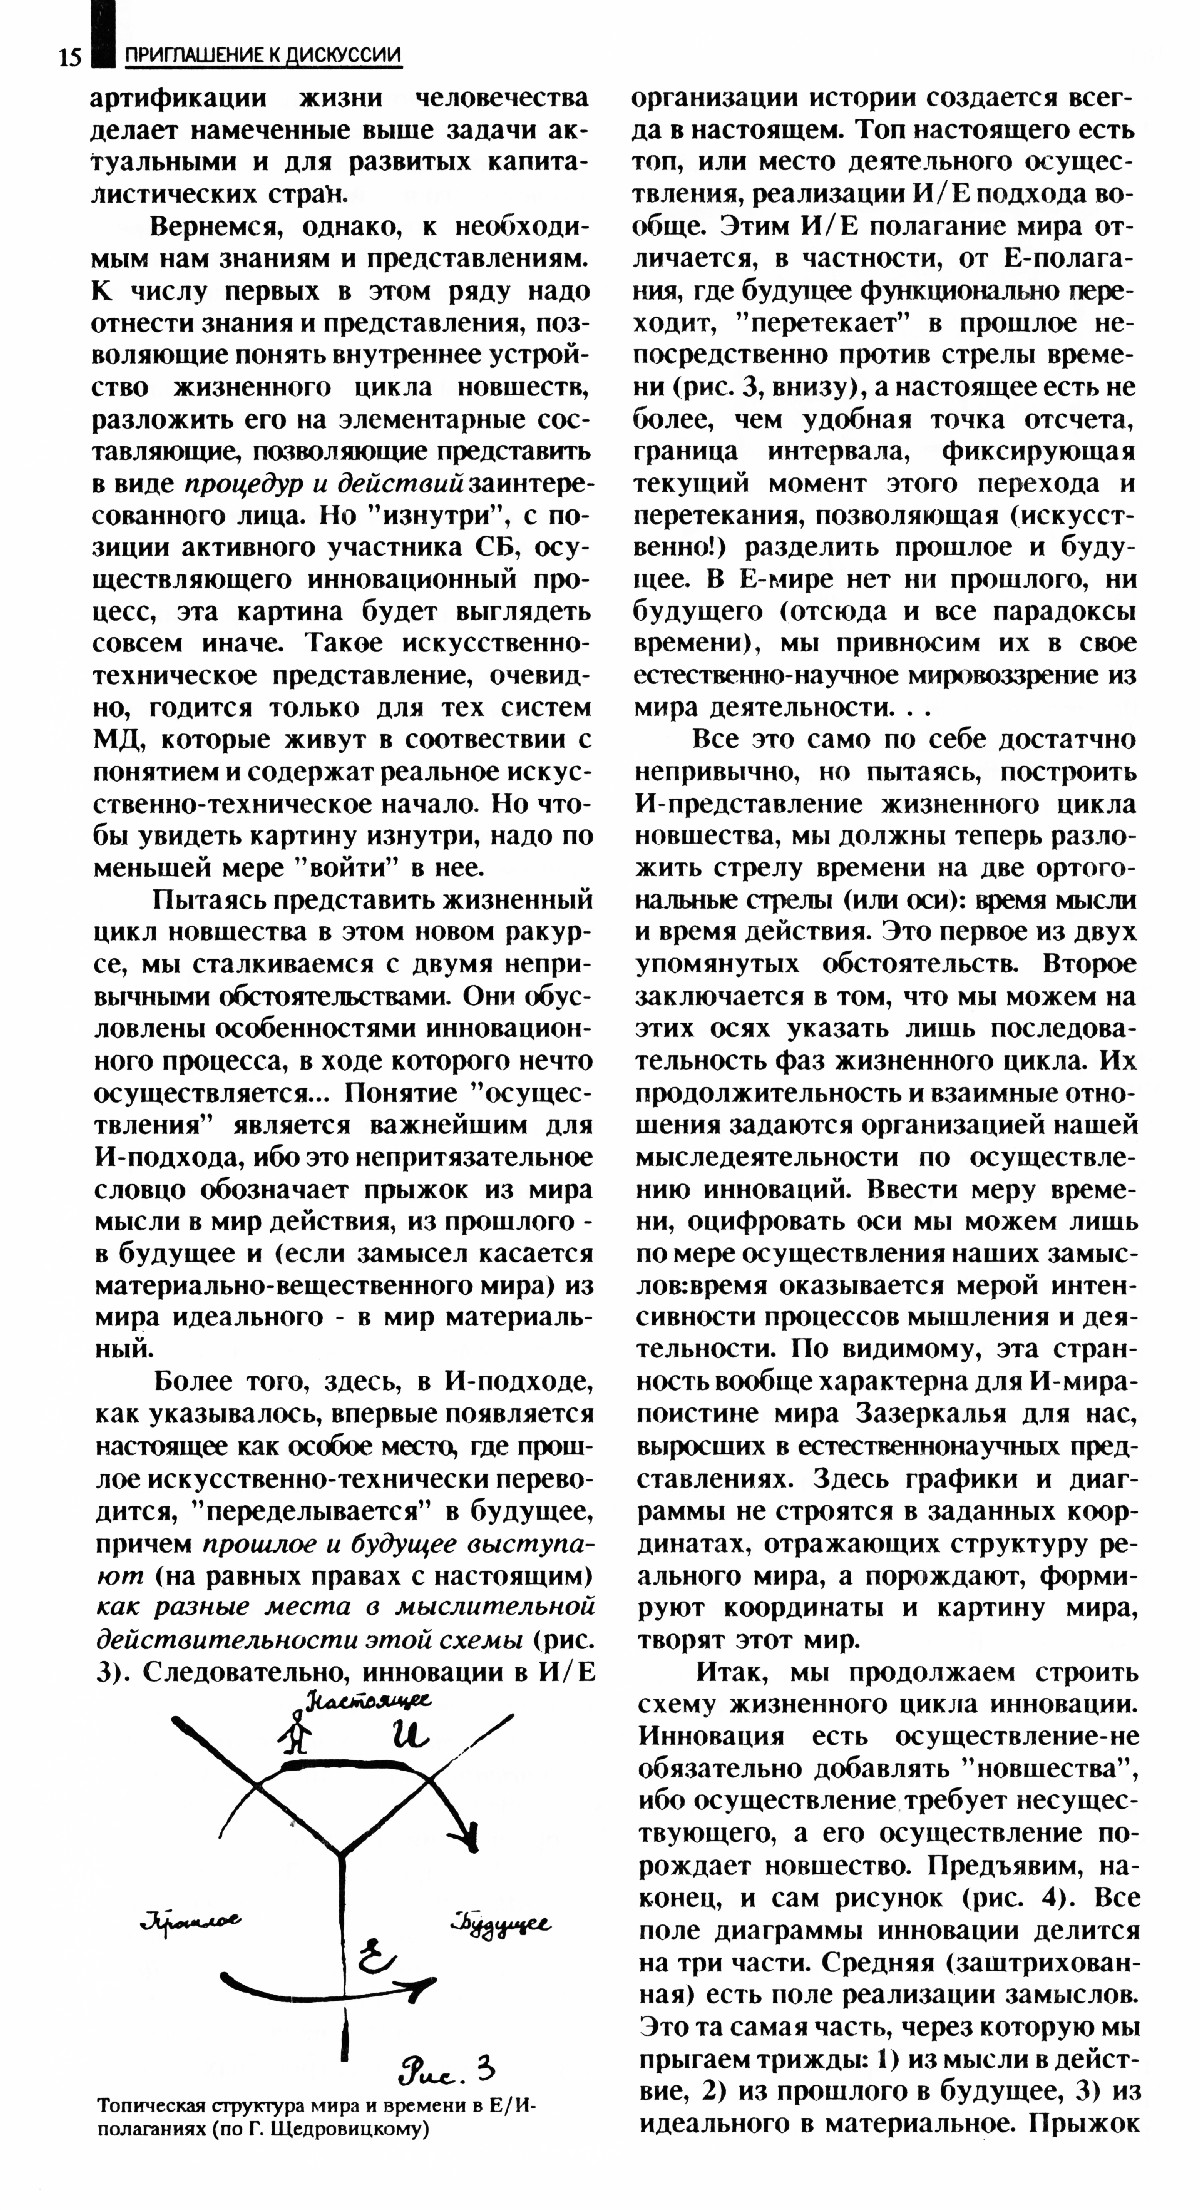 15 ПРИГЛАШЕНИЕ К ДИСКУССИИ
артификации жизни человечества
делает намеченные выше задачи ак-
туальными и для развитых капита-
листических стран.
Вернемся, однако, к необходи-
мым нам знаниям и представлениям.
К числу первых в этом ряду надо
отнести знания и представления, поз-
воляющие понять внутреннее устрой-
ство жизненного цикла новшеств,
разложить его на элементарные сос-
тавляющие, позволяющие представить
в виде процедур и действий заинтере-
сованного лица. Но "изнутри", с по-
зиции активного участника СБ, осу-
ществляющего инновационный про-
цесс, эта картина будет выглядеть
совсем иначе. Такое искусственно-
техническое представление, очевид-
но, годится только для тех систем
МД, которые живут в соотвествии с
понятием и содержат реальное искус-
ственно-техническое начало. Но что-
бы увидеть картину изнутри, надо по
меньшей мере "войти" в нее.
Пытаясь представить жизненный
цикл новшества в этом новом ракур-
се, мы сталкиваемся с двумя непри-
вычными обстоятельствами. Они обус-
ловлены особенностями инновацион-
ного процесса, в ходе которого нечто
осуществляется... Понятие "осущес-
твления" является важнейшим для
И-подхода, ибо это непритязательное
словцо обозначает прыжок из мира
мысли в мир действия, из прошлого -
в будущее и (если замысел касается
материально-вещественного мира) из
мира идеального - в мир материаль-
ный.
Более того, здесь, в И-подходе,
как указывалось, впервые появляется
настоящее как особое место, где прош-
лое искусственно-технически перево-
дится, "переделывается" в будущее,
причем прошлое и будущее выступа-
ют (на равных правах с настоящим)
как разные места в мыслительной
действительности этой схемы (рис.
3). Следовательно, инновации в И/Е
Настоящее
И
Прошлое
Будущее
Е
Рис. 3
Топическая структура мира и времени в Е/И-
полаганиях (по Г. Щедровицкому)
организации истории создается всег-
да в настоящем. Топ настоящего есть
топ, или место деятельного осущес-
твления, реализации И/Е подхода во-
обще. Этим И/Е полагание мира от-
личается, в частности, от Е-полага-
ния, где будущее функционально пере-
ходит, "перетекает" в прошлое не-
посредственно против стрелы време-
ни (рис. 3, внизу), а настоящее есть не
более, чем удобная точка отсчета,
граница интервала, фиксирующая
текущий момент этого перехода и
перетекания, позволяющая (искусст-
венно!) разделить прошлое и буду-
щее. В Е-мире нет ни прошлого, ни
будущего (отсюда и все парадоксы
времени), мы привносим их в свое
естественно-научное мировоззрение из
мира деятельности. . .
Все это само по себе достатчно
непривычно, но пытаясь, построить
И-представление жизненного цикла
новшества, мы должны теперь разло-
жить стрелу времени на две ортого-
нальные стрелы (или оси): время мысли
и время действия. Это первое из двух
упомянутых обстоятельств. Второе
заключается в том, что мы можем на
этих осях указать лишь последова-
тельность фаз жизненного цикла. Их
продолжительность и взаимные отно-
шения задаются организацией нашей
мыследеятельности по осуществле-
нию инноваций. Ввести меру време-
ни, оцифровать оси мы можем лишь
по мере осуществления наших замыс-
лов:время оказывается мерой интен-
сивности процессов мышления и дея-
тельности. По видимому, эта стран-
ность вообще характерна для И-мира-
поистине мира Зазеркалья для нас,
выросших в естественнонаучных пред-
ставлениях. Здесь графики и диаг-
раммы не строятся в заданных коор-
динатах, отражающих структуру ре-
ального мира, а порождают, форми-
руют координаты и картину мира,
творят этот мир.
Итак, мы продолжаем строить
схему жизненного цикла инновации.
Инновация есть осуществление-не
обязательно добавлять "новшества",
ибо осуществление требует несущес-
твующего, а его осуществление по-
рождает новшество. Предъявим, на-
конец, и сам рисунок (рис. 4). Все
поле диаграммы инновации делится
на три части. Средняя (заштрихован-
ная) есть поле реализации замыслов.
Это та самая часть, через которую мы
прыгаем трижды: 1) из мысли в дейст-
вие, 2) из прошлого в будущее, 3) из
идеального в материальное. Прыжок